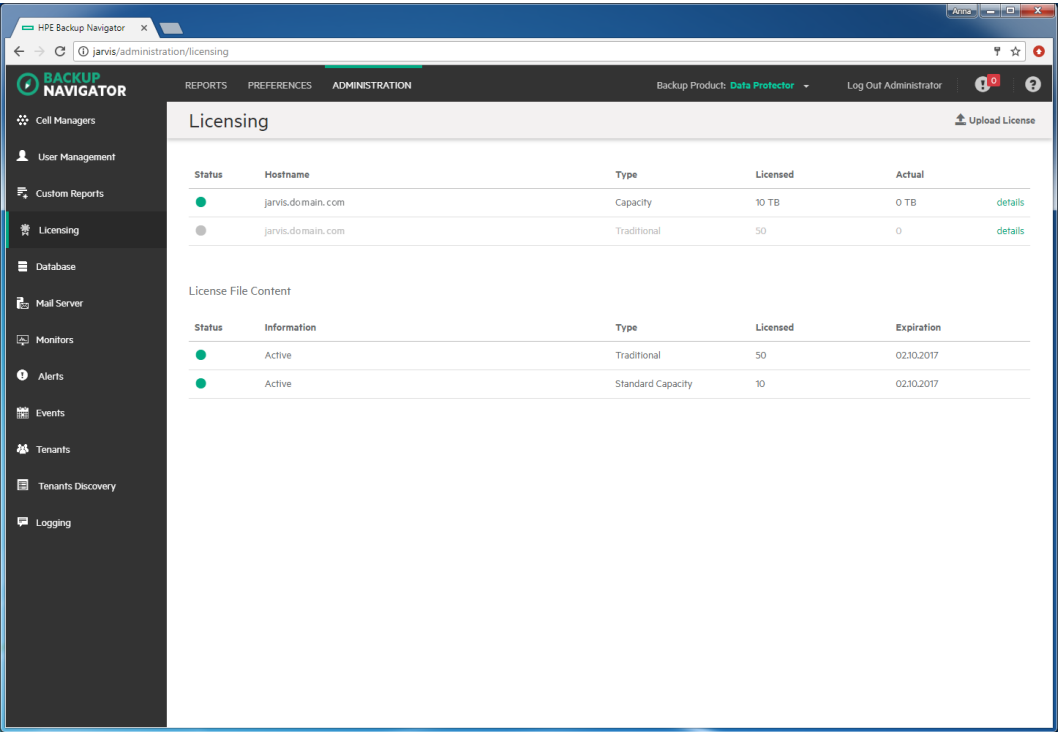 Anna
HPE Backup Navigator
jarvis/administration/licensing
BACKUP NAVIGATOR
REPORTS PREFERENCES ADMINISTRATION Backup Product: Data Protector Log Out Administrator 0
Cell Managers
User Management
Custom Reports
Licensing
Database
Mail Server
Monitors
Alerts
Events
Tenants
Tenants Discovery
Logging
Licensing Upload License
Status Hostname Type Licensed Actual
jarvis.domain.com Capacity 10 TB 0 TB details
jarvis.domain.com Traditional 50 0 details
License File Content
Status Information Type Licensed Expiration
Active Traditional 50 02.10.2017
Active Standard Capacity 10 02.10.2017